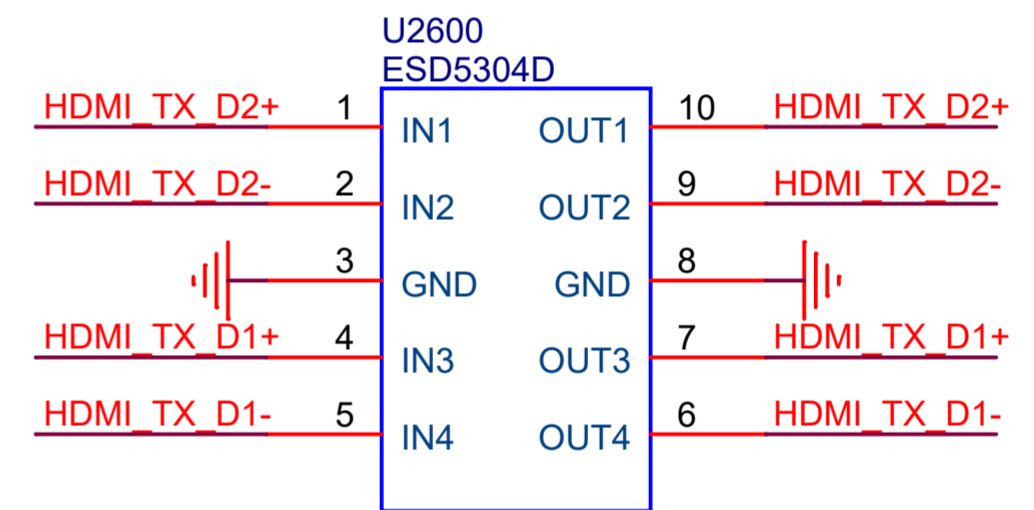 U2600
ESD5304D
HDMI_TX_D2+ 1 IN1 OUT1 10 HDMI_TX_D2+
HDMI_TX_D2- 2 IN2 OUT2 9 HDMI_TX_D2-
3 GND GND 8
HDMI_TX_D1+ 4 IN3 OUT3 7 HDMI_TX_D1+
HDMI_TX_D1- 5 IN4 OUT4 6 HDMI_TX_D1-